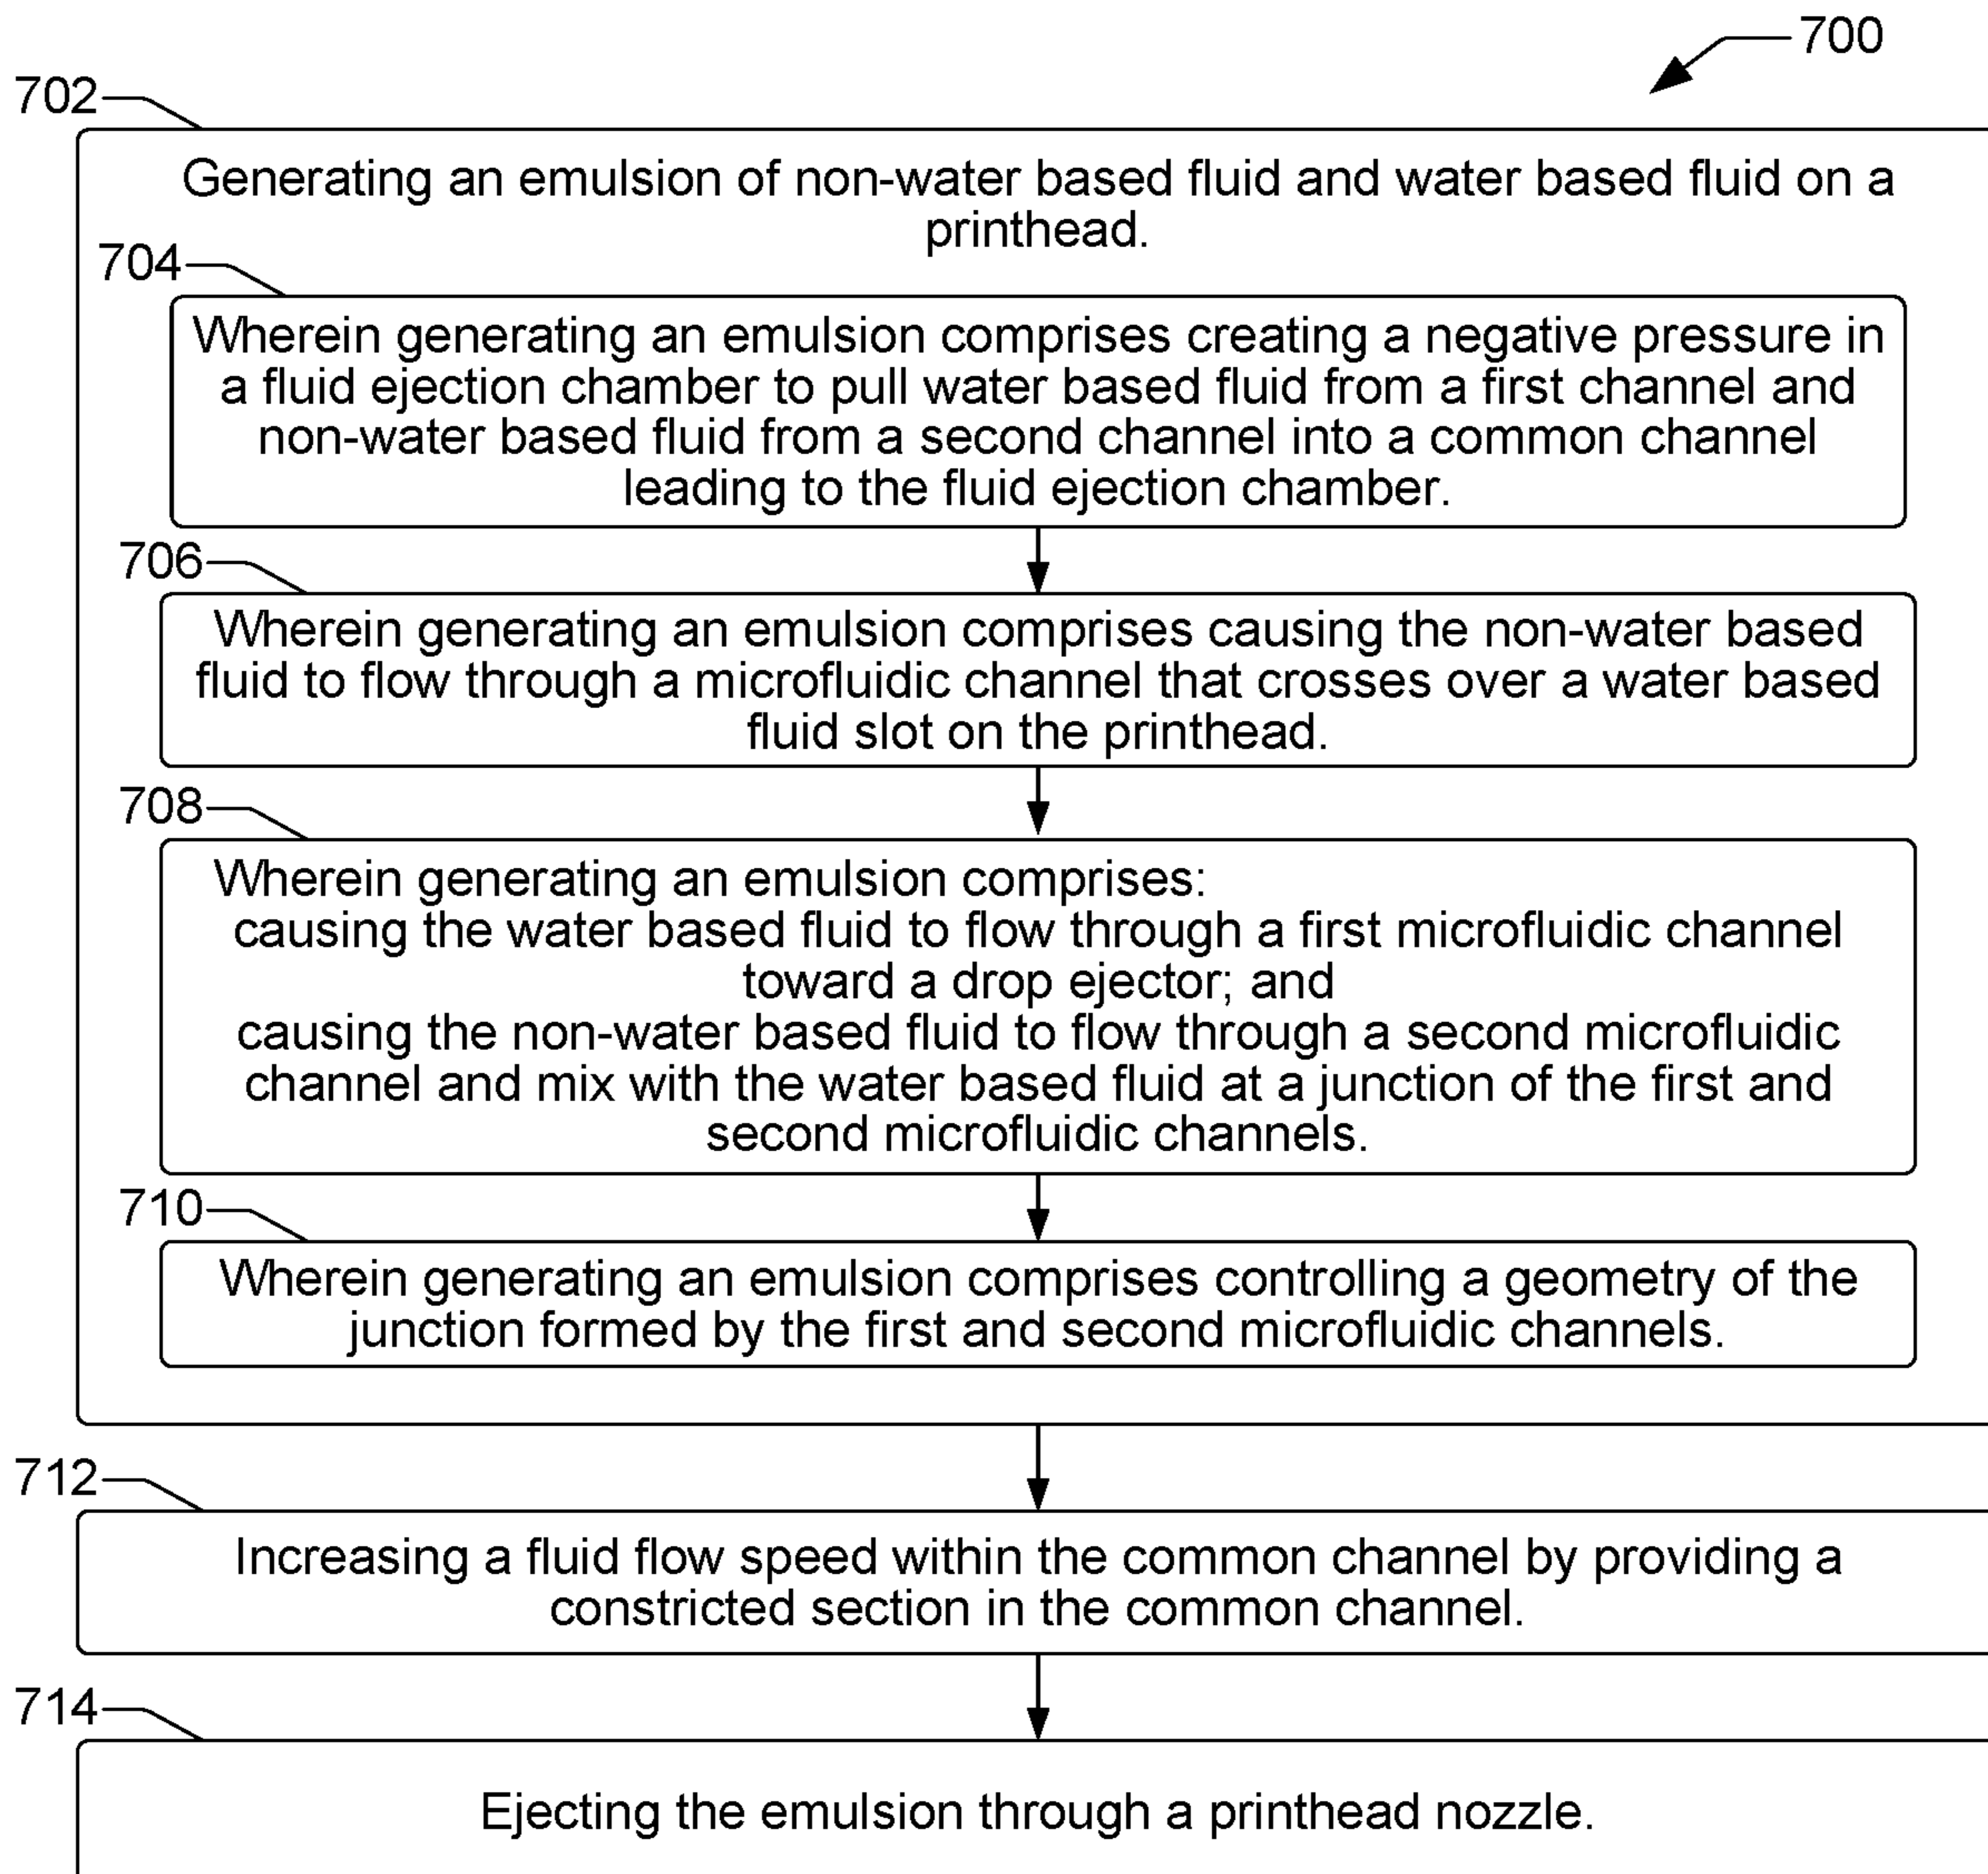 700
702
Generating an emulsion of non-water based fluid and water based fluid on a
printhead.
704
Wherein generating an emulsion comprises creating a negative pressure in
a fluid ejection chamber to pull water based fluid from a first channel and
non-water based fluid from a second channel into a common channel
leading to the fluid ejection chamber.
706
Wherein generating an emulsion comprises causing the non-water based
fluid to flow through a microfluidic channel that crosses over a water based
fluid slot on the printhead.
708
Wherein generating an emulsion comprises:
causing the water based fluid to flow through a first microfluidic channel
toward a drop ejector; and
causing the non-water based fluid to flow through a second microfluidic
channel and mix with the water based fluid at a junction of the first and
second microfluidic channels.
710
Wherein generating an emulsion comprises controlling a geometry of the
junction formed by the first and second microfluidic channels.
712
Increasing a fluid flow speed within the common channel by providing a
constricted section in the common channel.
714
Ejecting the emulsion through a printhead nozzle.